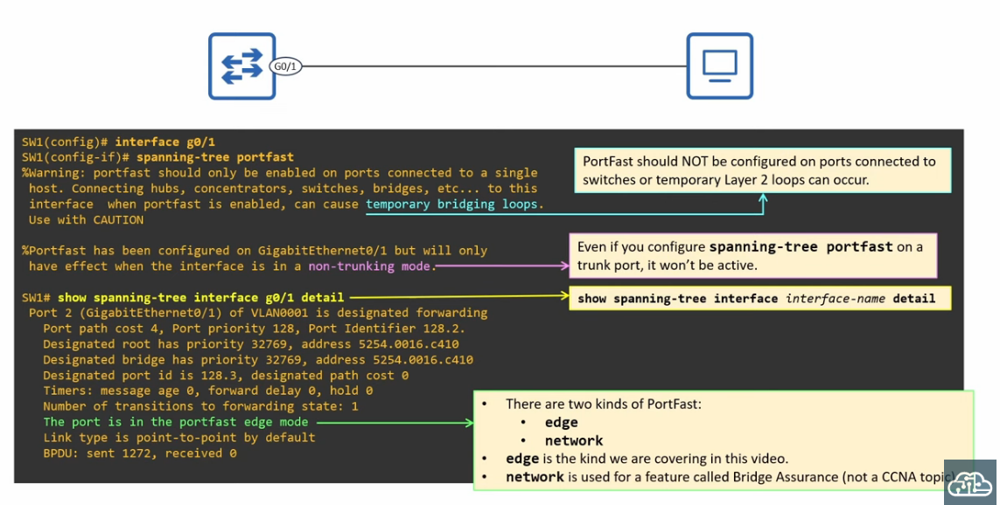 G0/1
SW1(config)# interface g0/1
SW1(config-if)# spanning-tree portfast
%Warning: portfast should only be enabled on ports connected to a single
host. Connecting hubs, concentrators, switches, bridges, etc... to this
interface  when portfast is enabled, can cause temporary bridging loops.
Use with CAUTION
PortFast should NOT be configured on ports connected to
switches or temporary Layer 2 loops can occur.
%Portfast has been configured on GigabitEthernet0/1 but will only
have effect when the interface is in a non-trunking mode.
Even if you configure spanning-tree portfast on a
trunk port, it won't be active.
SW1# show spanning-tree interface g0/1 detail
show spanning-tree interface interface-name detail
Port 2 (GigabitEthernet0/1) of VLAN0001 is designated forwarding
Port path cost 4, Port priority 128, Port Identifier 128.2.
Designated root has priority 32769, address 5254.0016.c410
Designated bridge has priority 32769, address 5254.0016.c410
Designated port id is 128.3, designated path cost 0
Timers: message age 0, forward delay 0, hold 0
Number of transitions to forwarding state: 1
The port is in the portfast edge mode
Link type is point-to-point by default
BPDU: sent 1272, received 0
• There are two kinds of PortFast:
• edge
• network
• edge is the kind we are covering in this video.
• network is used for a feature called Bridge Assurance (not a CCNA topic)